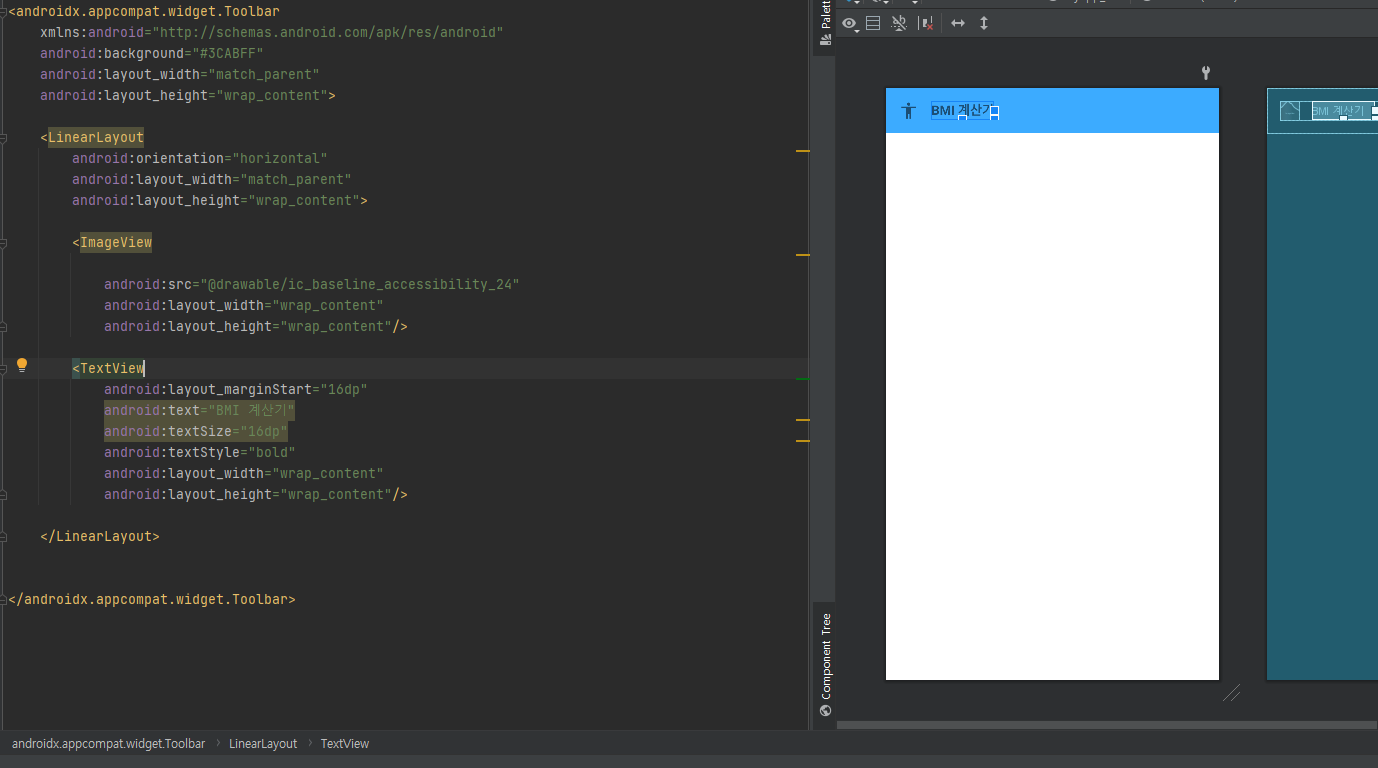 <androidx.appcompat.widget.Toolbar
    xmlns:android="http://schemas.android.com/apk/res/android"
    android:background="#3CABFF"
    android:layout_width="match_parent"
    android:layout_height="wrap_content">
    <LinearLayout
        android:orientation="horizontal"
        android:layout_width="match_parent"
        android:layout_height="wrap_content">
        <ImageView
            android:src="@drawable/ic_baseline_accessibility_24"
            android:layout_width="wrap_content"
            android:layout_height="wrap_content"/>
        <TextView
            android:layout_marginStart="16dp"
            android:text="BMI 계산기"
            android:textSize="16dp"
            android:textStyle="bold"
            android:layout_width="wrap_content"
            android:layout_height="wrap_content"/>
    </LinearLayout>
</androidx.appcompat.widget.Toolbar>
androidx.appcompat.widget.Toolbar > LinearLayout > TextView
Component Tree
BMI 계산기
BMI 계산기